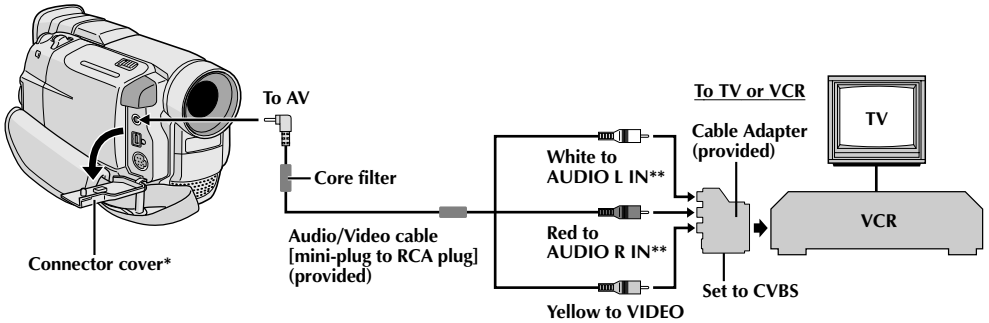 To AV
Core filter
Connector cover*
Audio/Video cable
[mini-plug to RCA plug]
(provided)
White to
AUDIO L IN**
Red to
AUDIO R IN**
Yellow to VIDEO
To TV or VCR
Cable Adapter
(provided)
Set to CVBS
TV
VCR